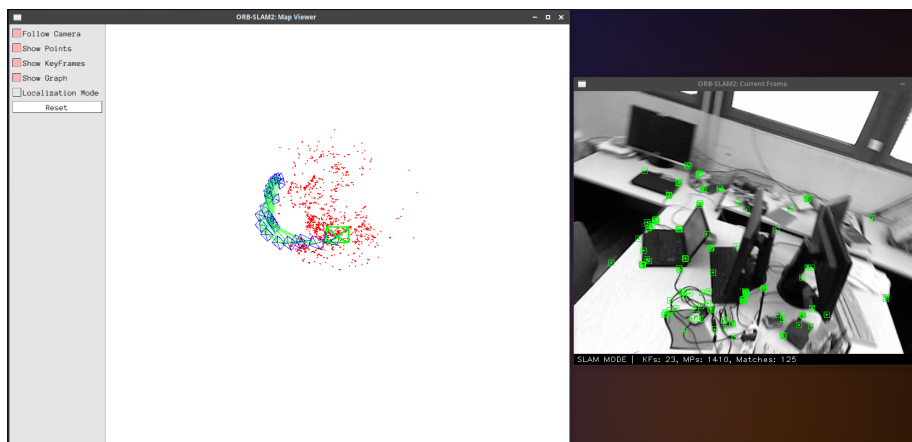 ORB-SLAM2: Map Viewer
Follow Camera
Show Points
Show KeyFrames
Show Graph
Localization Mode
Reset
ORB-SLAM2: Current Frame
SLAM MODE | KFs: 23, MPs: 1410, Matches: 125